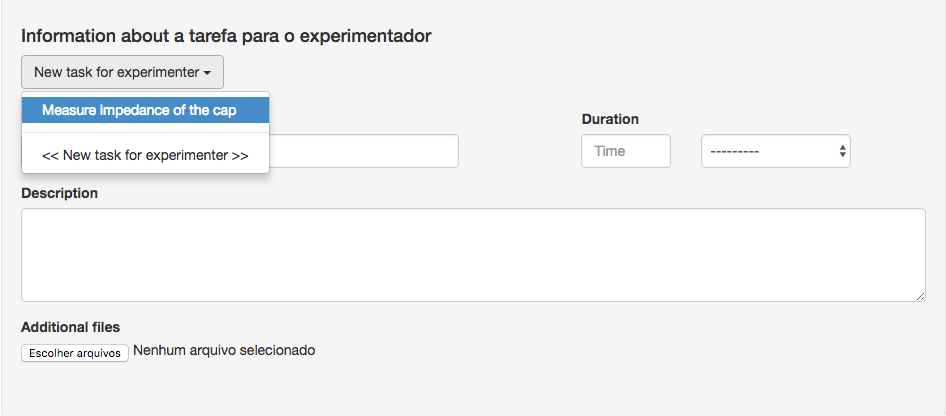 Information about a tarefa para o experimentador
New task for experimenter
Measure impedance of the cap
<< New task for experimenter >>
Duration
Time
---------
Description
Additional files
Escolher arquivos Nenhum arquivo selecionado